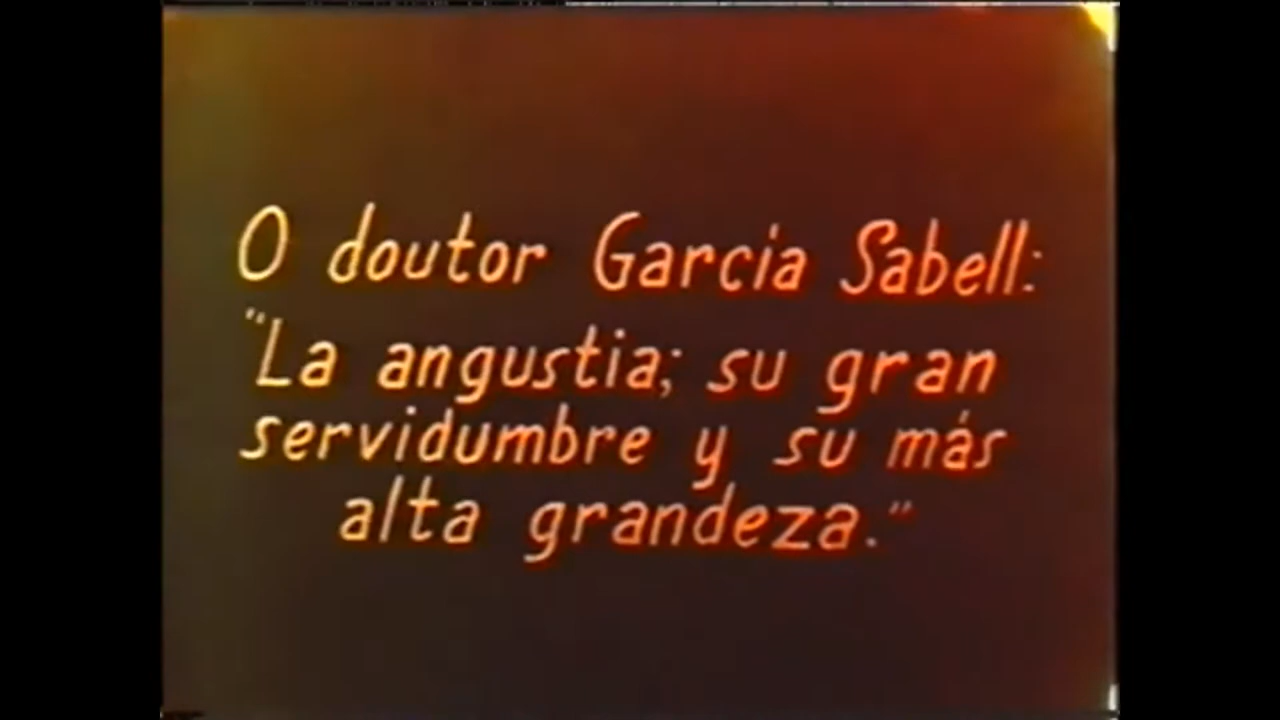 O doutor Garcia Sabell:
"La angustia; su gran
servidumbre y su más
alta grandeza."